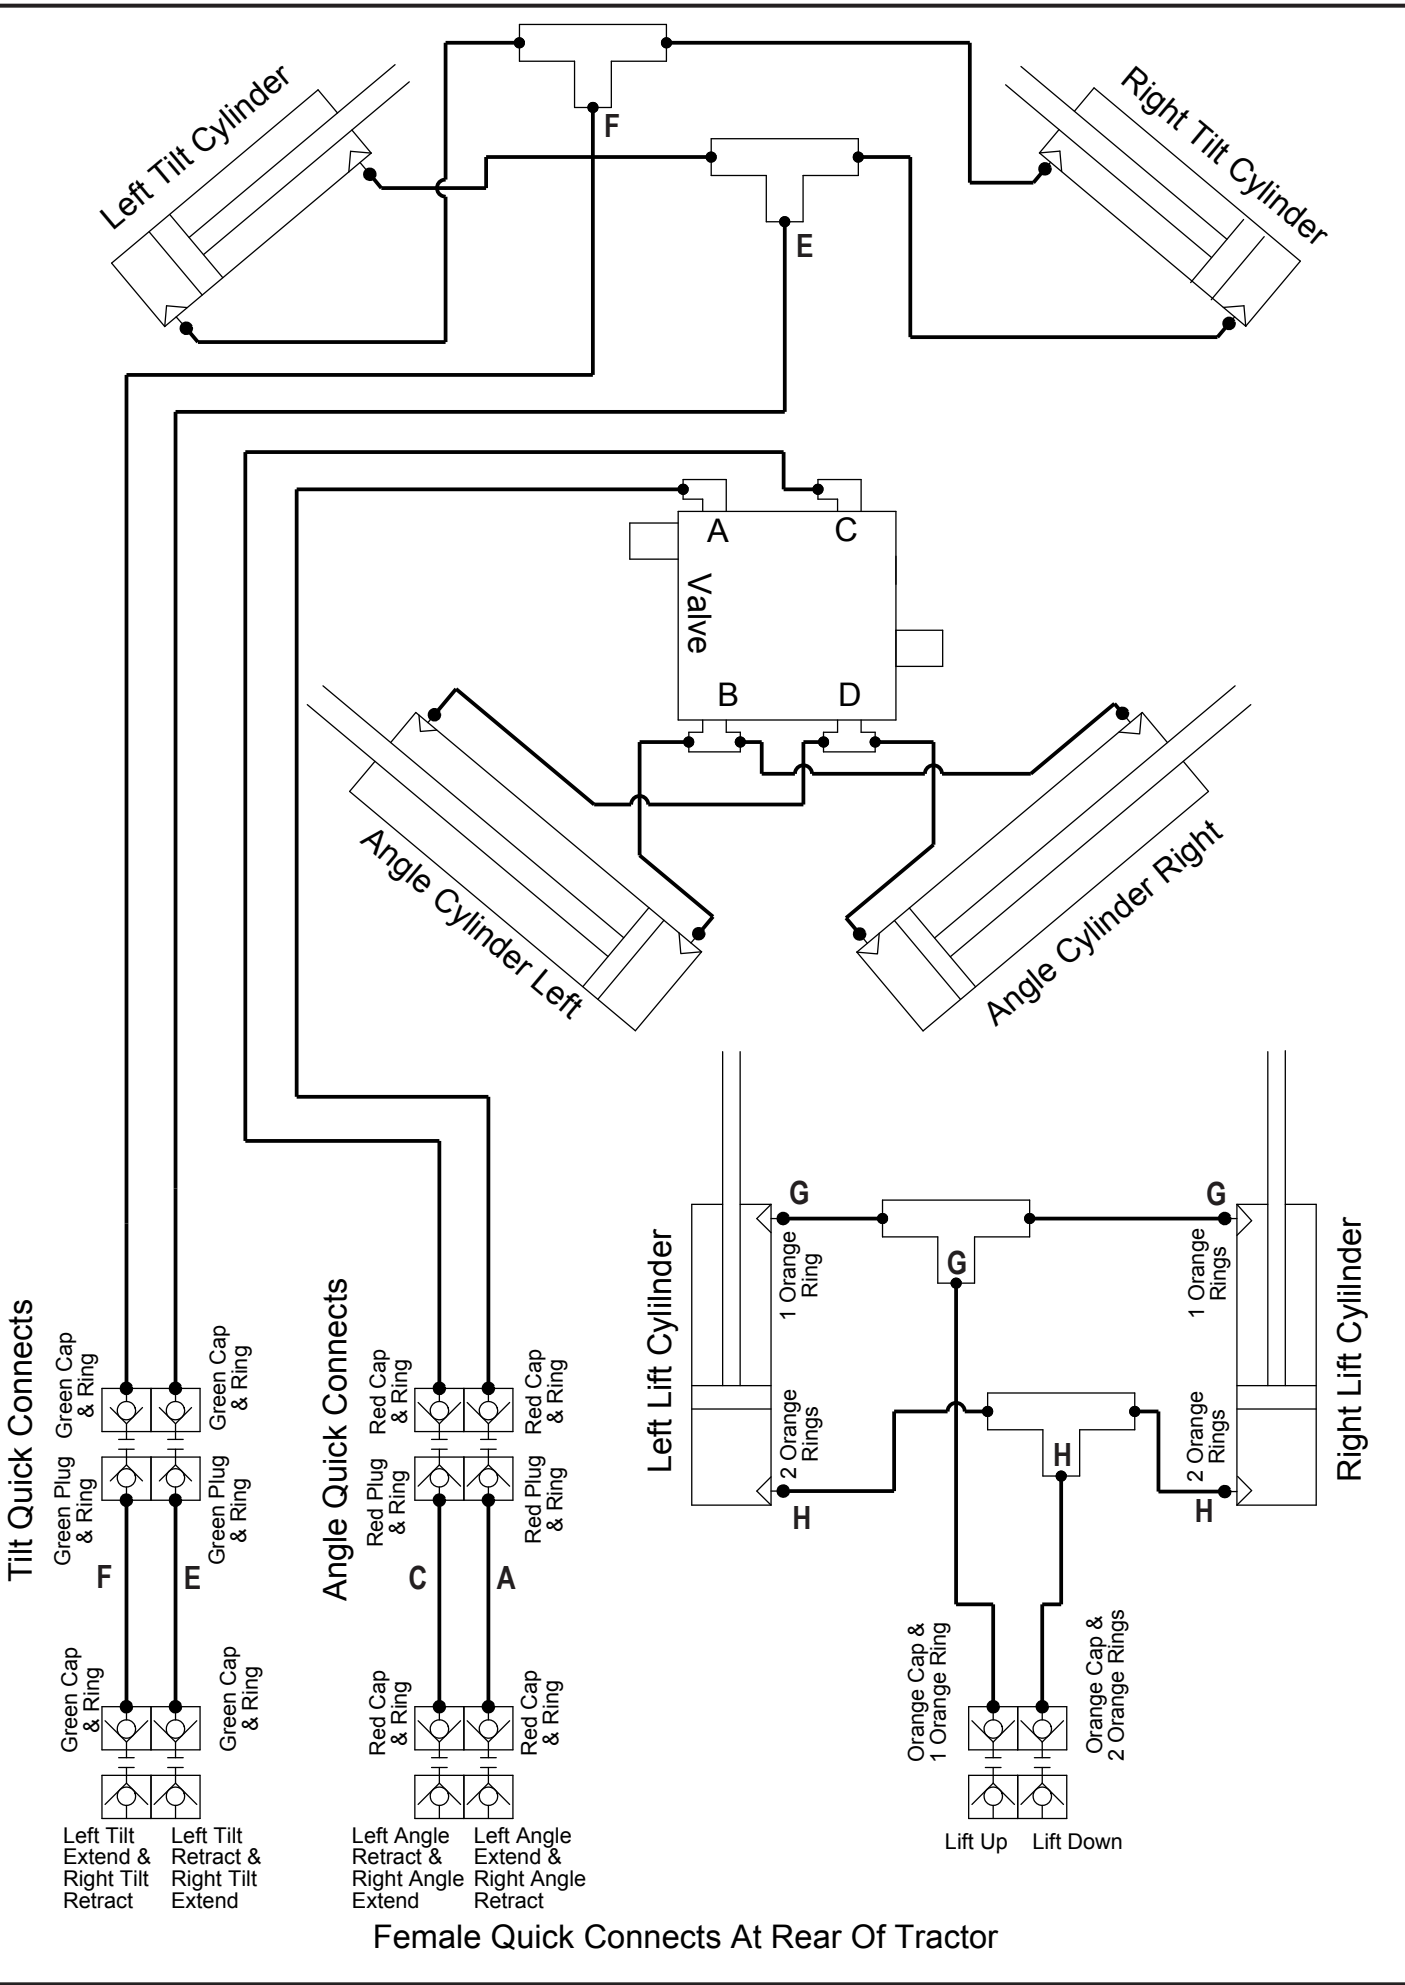 Left Tilt Cylinder
Right Tilt Cylinder
F
E
A
C
Valve
B
D
Angle Cylinder Left
Angle Cylinder Right
Left Lift Cylilnder
G
1 Orange
Ring
G
G
1 Orange
Rings
Right Lift Cylilnder
2 Orange
Rings
H
H
2 Orange
Rings
H
Tilt Quick Connects
Green Cap
& Ring
Green Cap
& Ring
Green Plug
& Ring
Green Plug
& Ring
F
E
Green Cap
& Ring
Green Cap
& Ring
Angle Quick Connects
Red Cap
& Ring
Red Cap
& Ring
Red Plug
& Ring
Red Plug
& Ring
C
A
Red Cap
& Ring
Red Cap
& Ring
Orange Cap &
1 Orange Ring
Orange Cap &
2 Orange Rings
Left Tilt
Extend &
Right Tilt
Retract
Left Tilt
Retract &
Right Tilt
Extend
Left Angle
Retract &
Right Angle
Extend
Left Angle
Extend &
Right Angle
Retract
Lift Up
Lift Down
Female Quick Connects At Rear Of Tractor